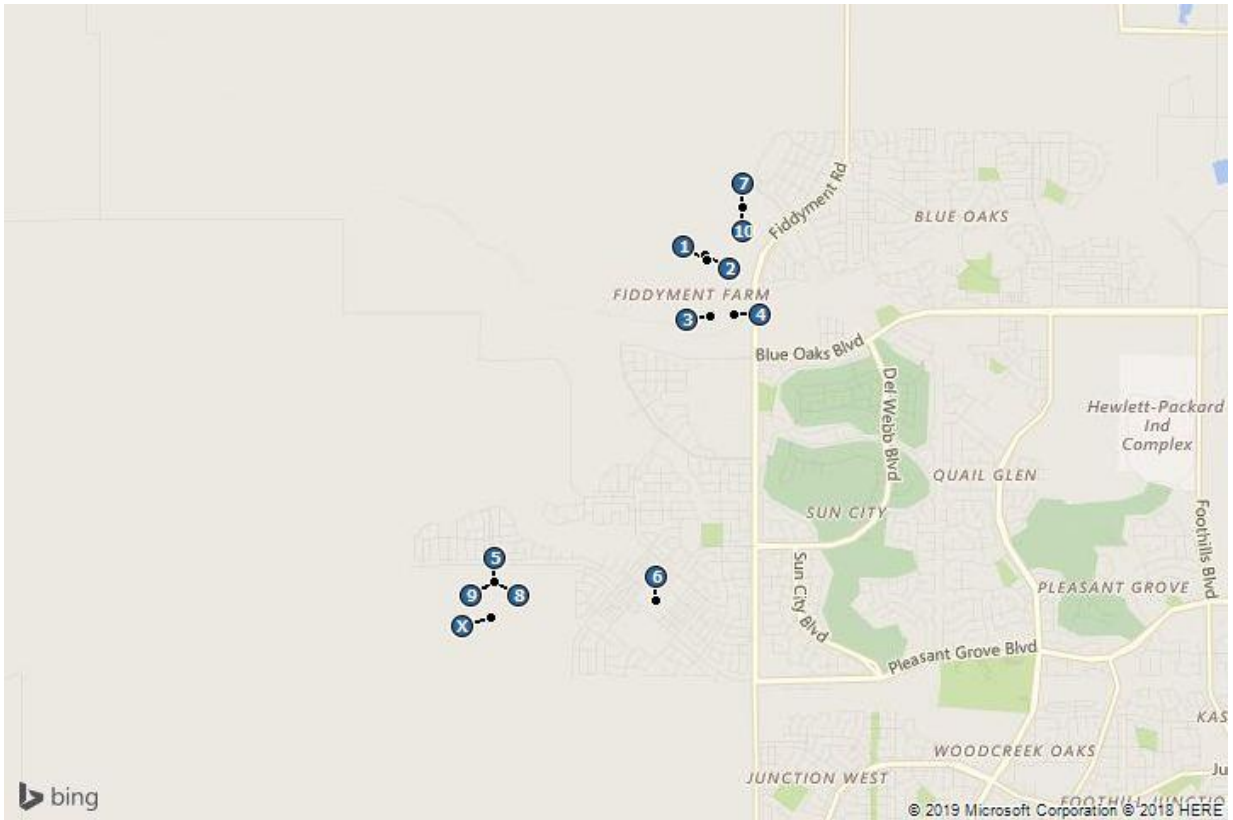 7
Fiddyment Rd
BLUE OAKS
10
1
2
FIDDYMENT FARM
3
4
Blue Oaks Blvd
Del Webb Blvd
Hewlett-Packard
Ind
Complex
QUAIL GLEN
SUN CITY
Foothills Blvd
5
6
9
8
X
Sun City Blvd
PLEASANT GROVE
Pleasant Grove Blvd
KAS
WOODCREEK OAKS
JUNCTION WEST
Ju
FOOTHILL JUNCTIO
bing
© 2019 Microsoft Corporation © 2018 HERE